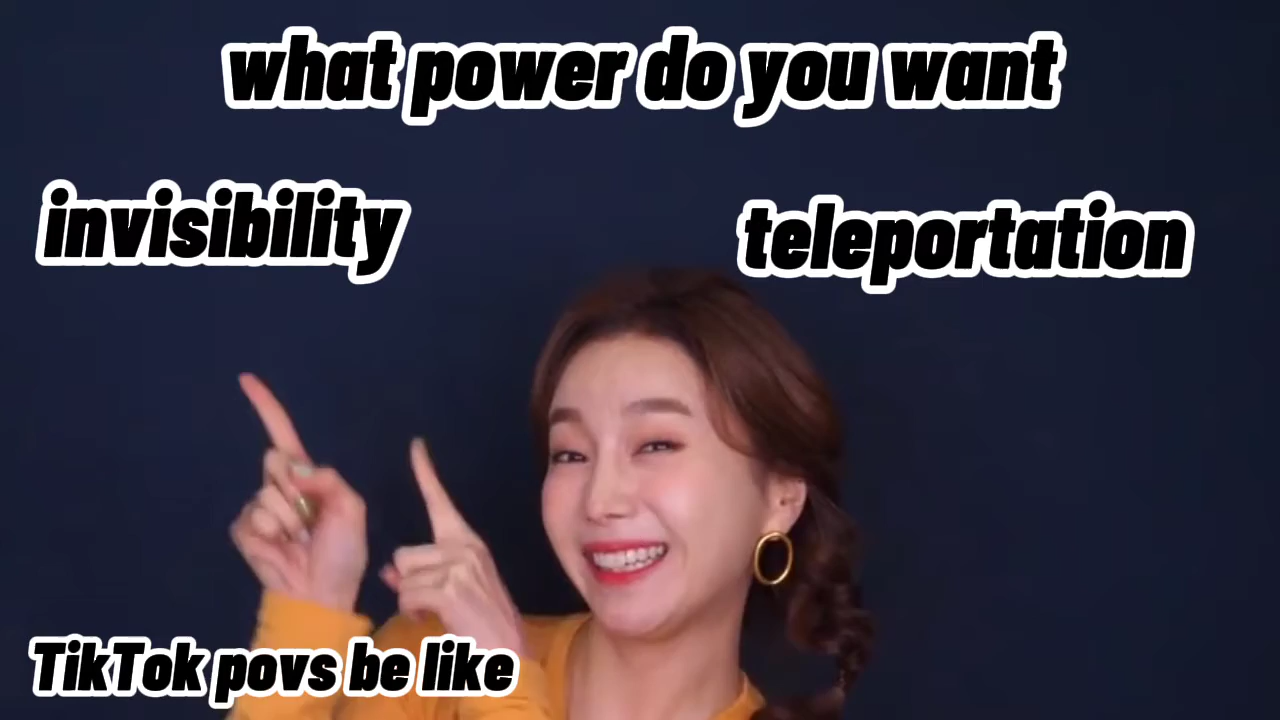 what power do you want
invisibility
teleportation
TikTok povs be like